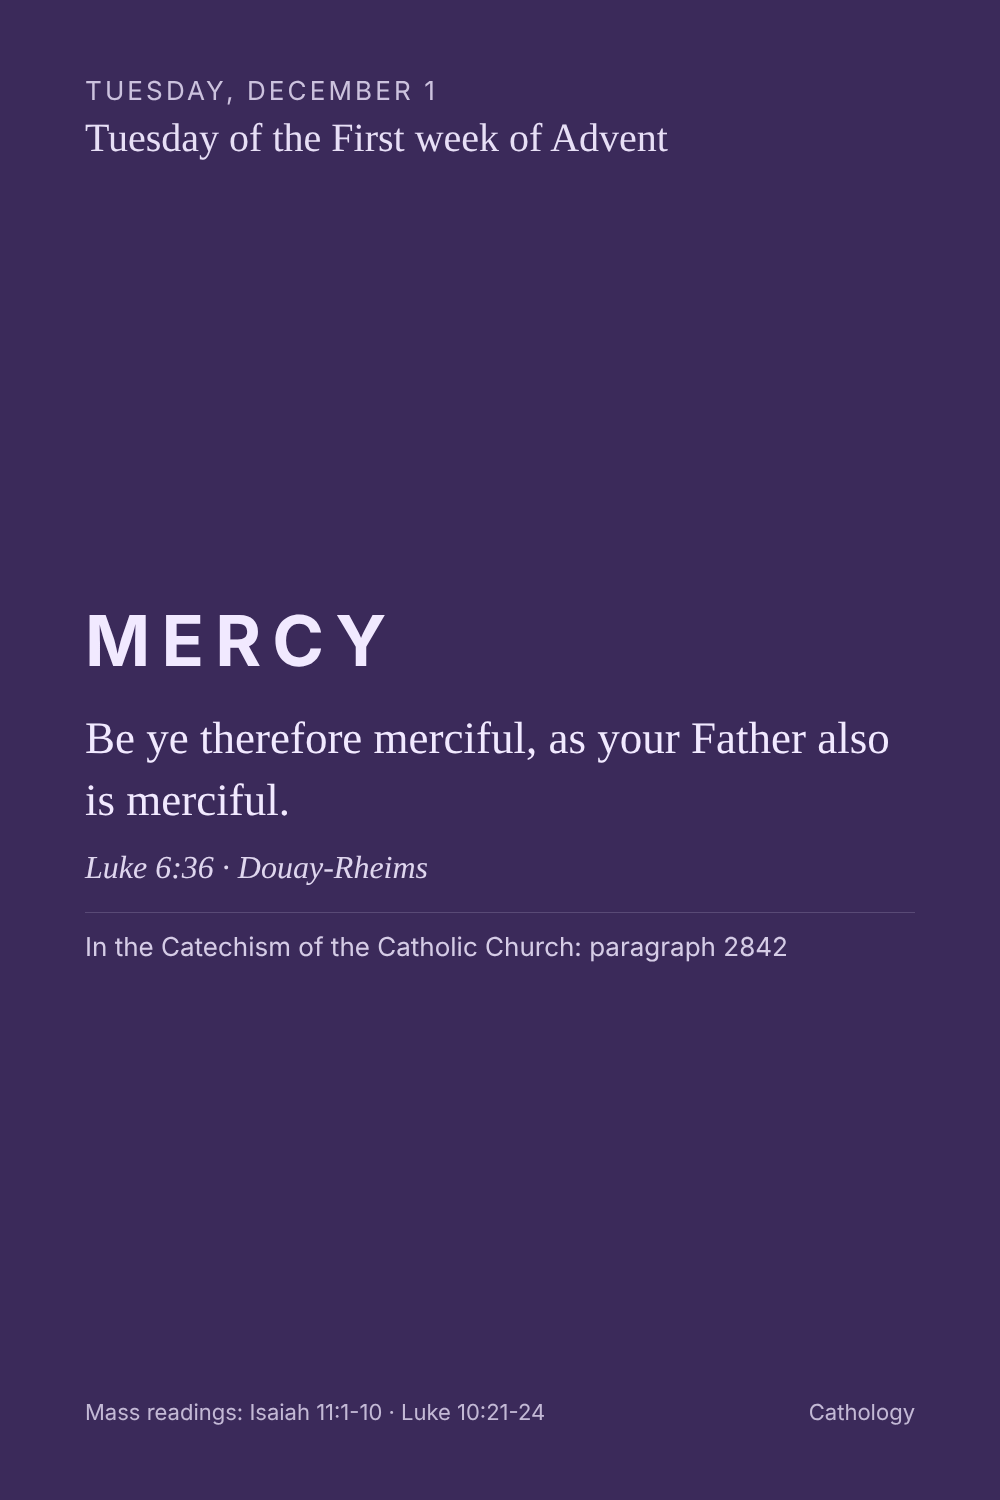 TUESDAY, DECEMBER 1
Tuesday of the First week of Advent
MERCY
Be ye therefore merciful, as your Father also
is merciful.
Luke 6:36 · Douay-Rheims
In the Catechism of the Catholic Church: paragraph 2842
Mass readings: Isaiah 11:1-10 · Luke 10:21-24
Cathology